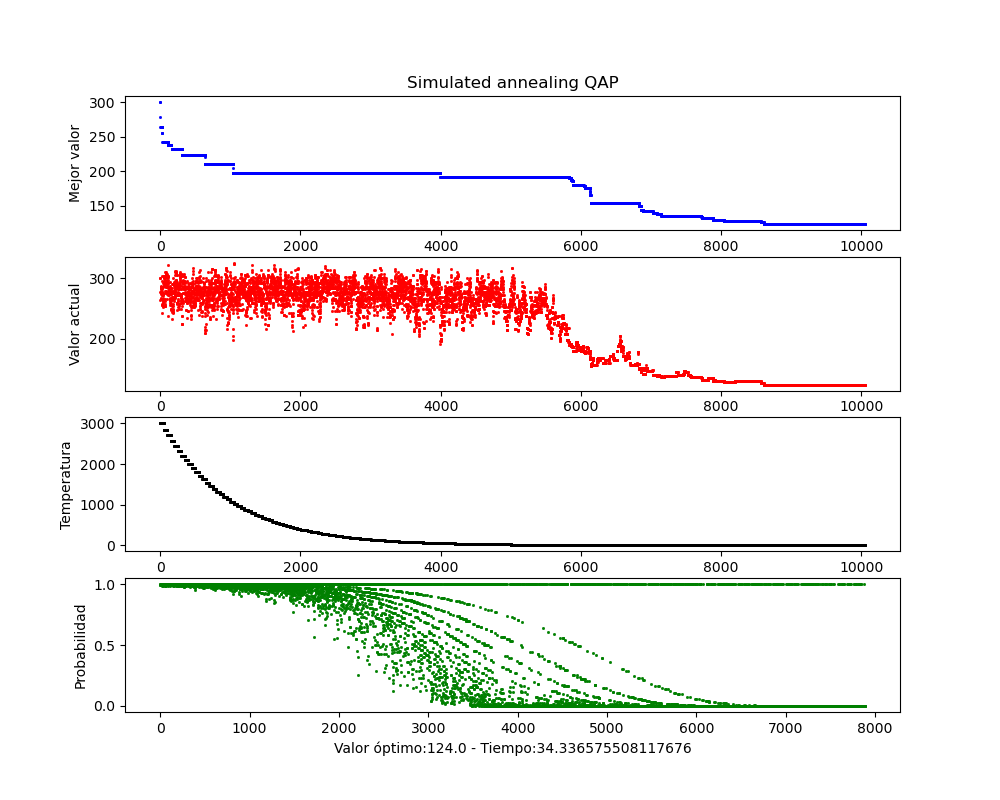 Simulated annealing QAP
300
250
200
150
Mejor valor
0 2000 4000 6000 8000 10000
300
200
Valor actual
0 2000 4000 6000 8000 10000
3000
2000
1000
0
Temperatura
0 2000 4000 6000 8000 10000
1.0
0.5
0.0
Probabilidad
0 1000 2000 3000 4000 5000 6000 7000 8000
Valor óptimo:124.0 - Tiempo:34.336575508117676